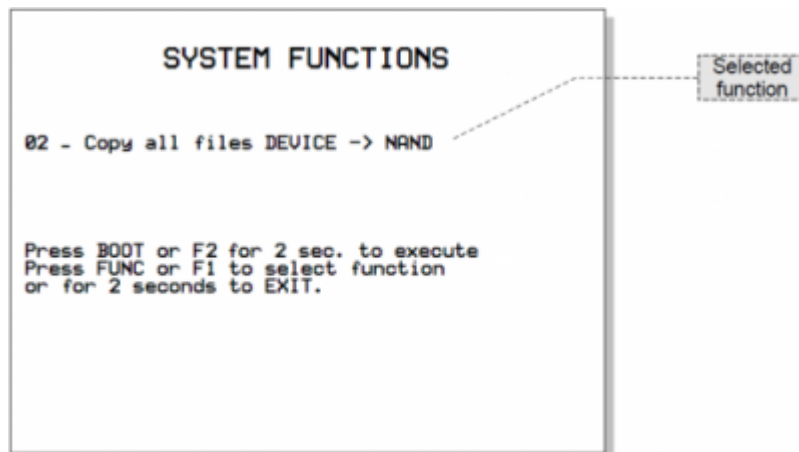 SYSTEM FUNCTIONS
Selected
function
02 - Copy all files DEVICE -> NAND
Press BOOT or F2 for 2 sec. to execute
Press FUNC or F1 to select function
or for 2 seconds to EXIT.